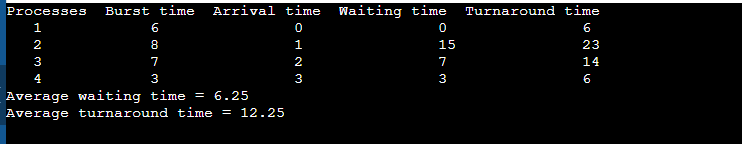 Processes Burst time Arrival time Waiting time Turnaround time
1 6 0 0 6
2 8 1 15 23
3 7 2 7 14
4 3 3 3 6
Average waiting time = 6.25
Average turnaround time = 12.25